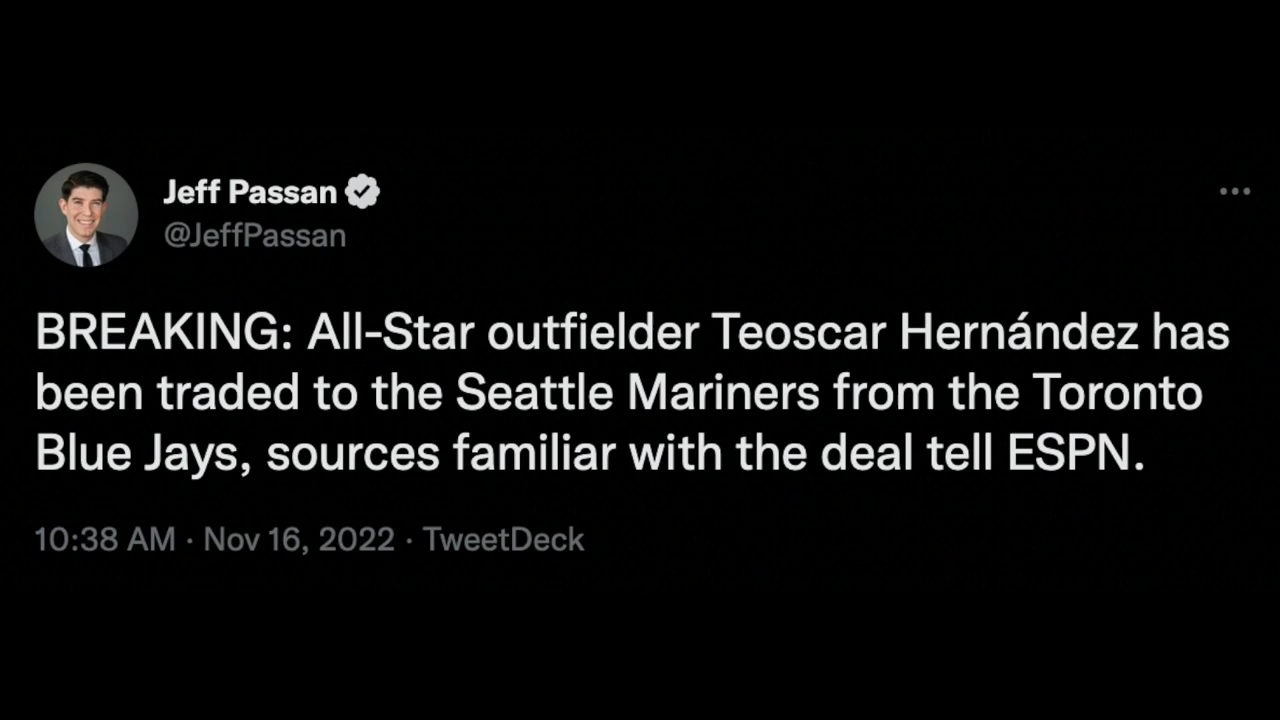 Jeff Passan
@JeffPassan
BREAKING: All-Star outfielder Teoscar Hernández has
been traded to the Seattle Mariners from the Toronto
Blue Jays, sources familiar with the deal tell ESPN.
10:38 AM · Nov 16, 2022 · TweetDeck